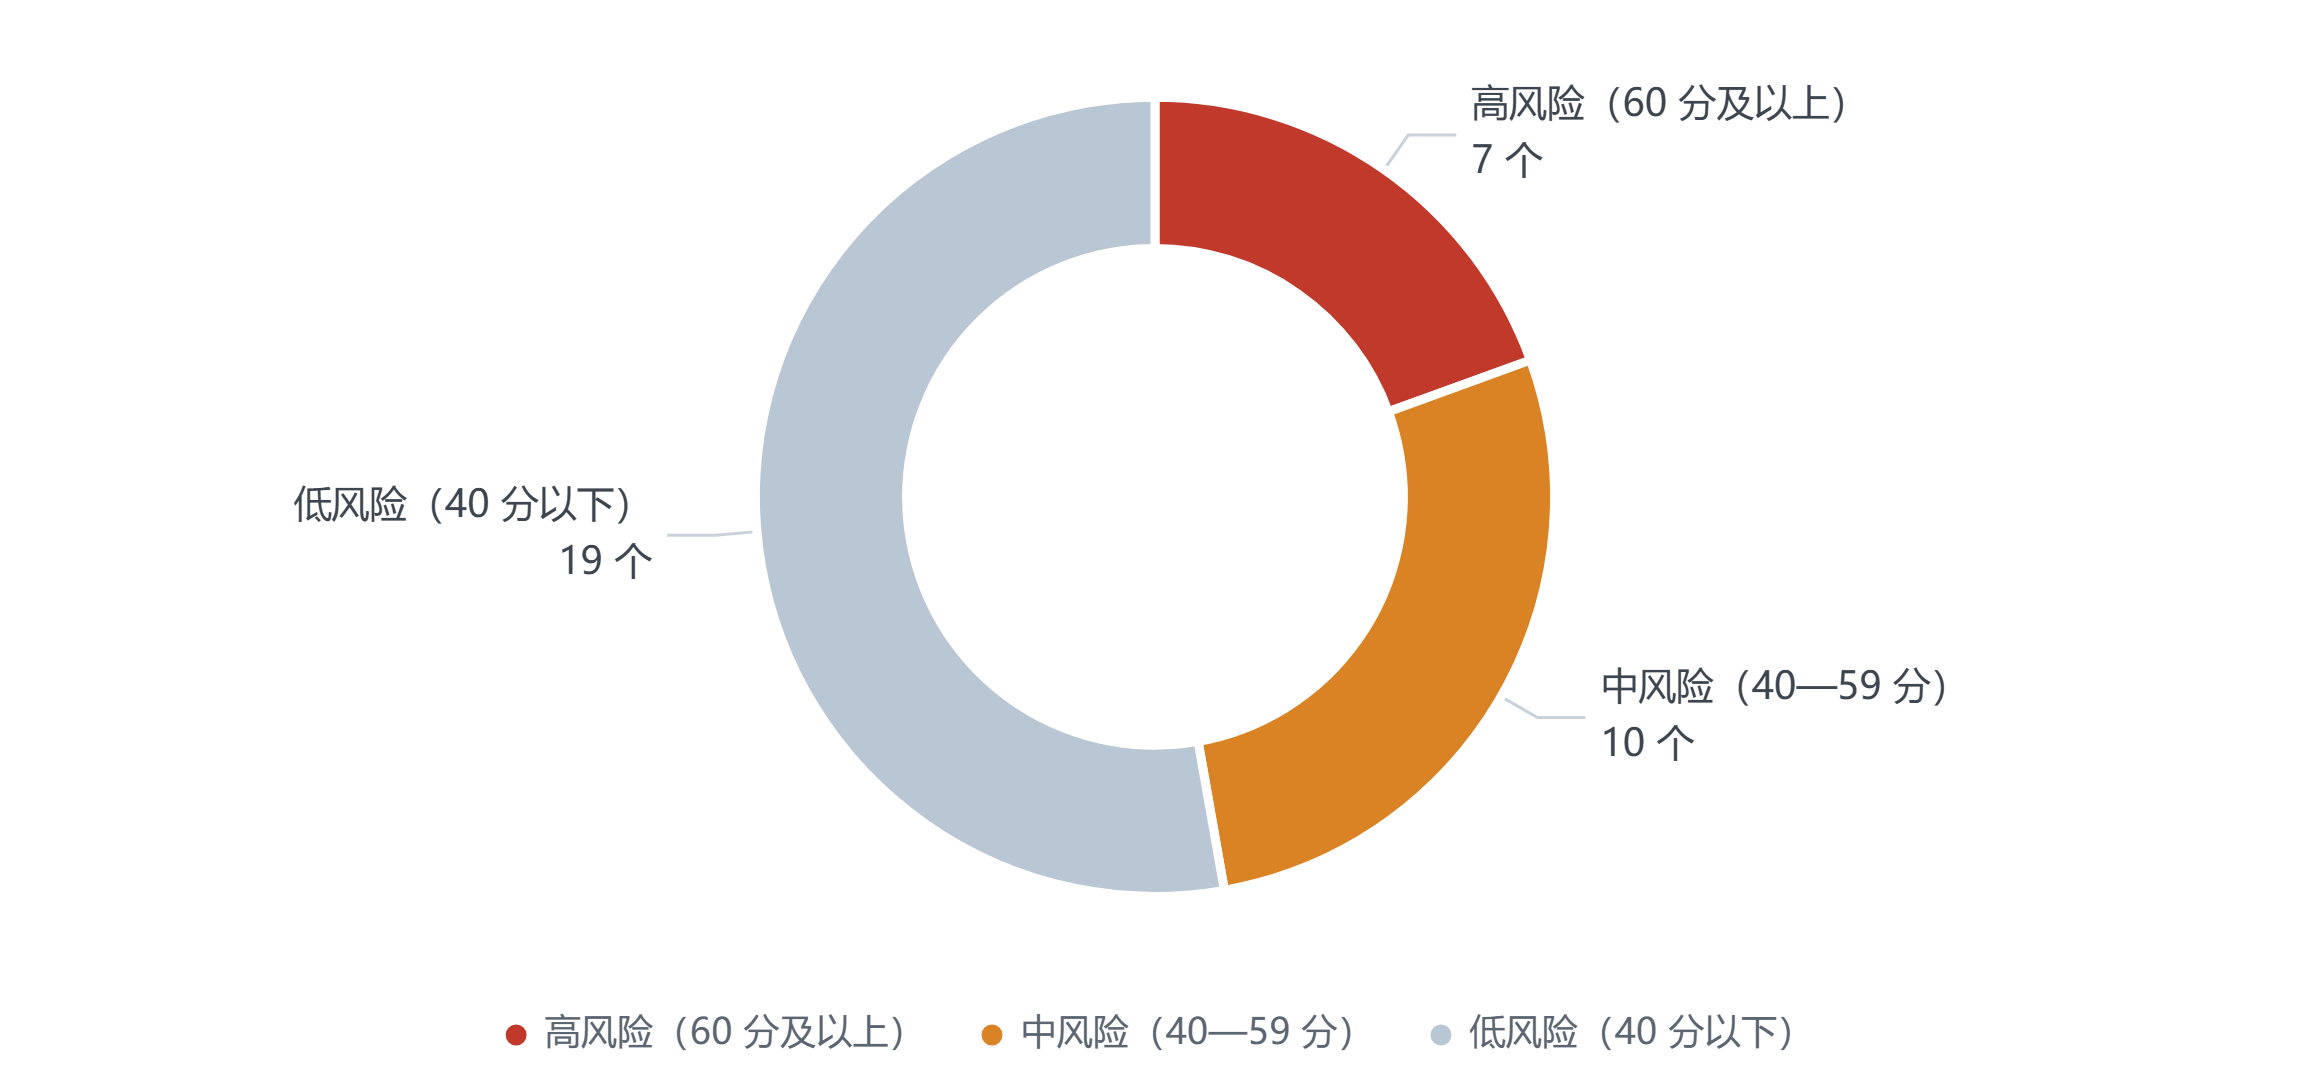 高风险（60 分及以上）
7 个
低风险（40 分以下）
19 个
中风险（40—59 分）
10 个
高风险（60 分及以上）
中风险（40—59 分）
低风险（40 分以下）